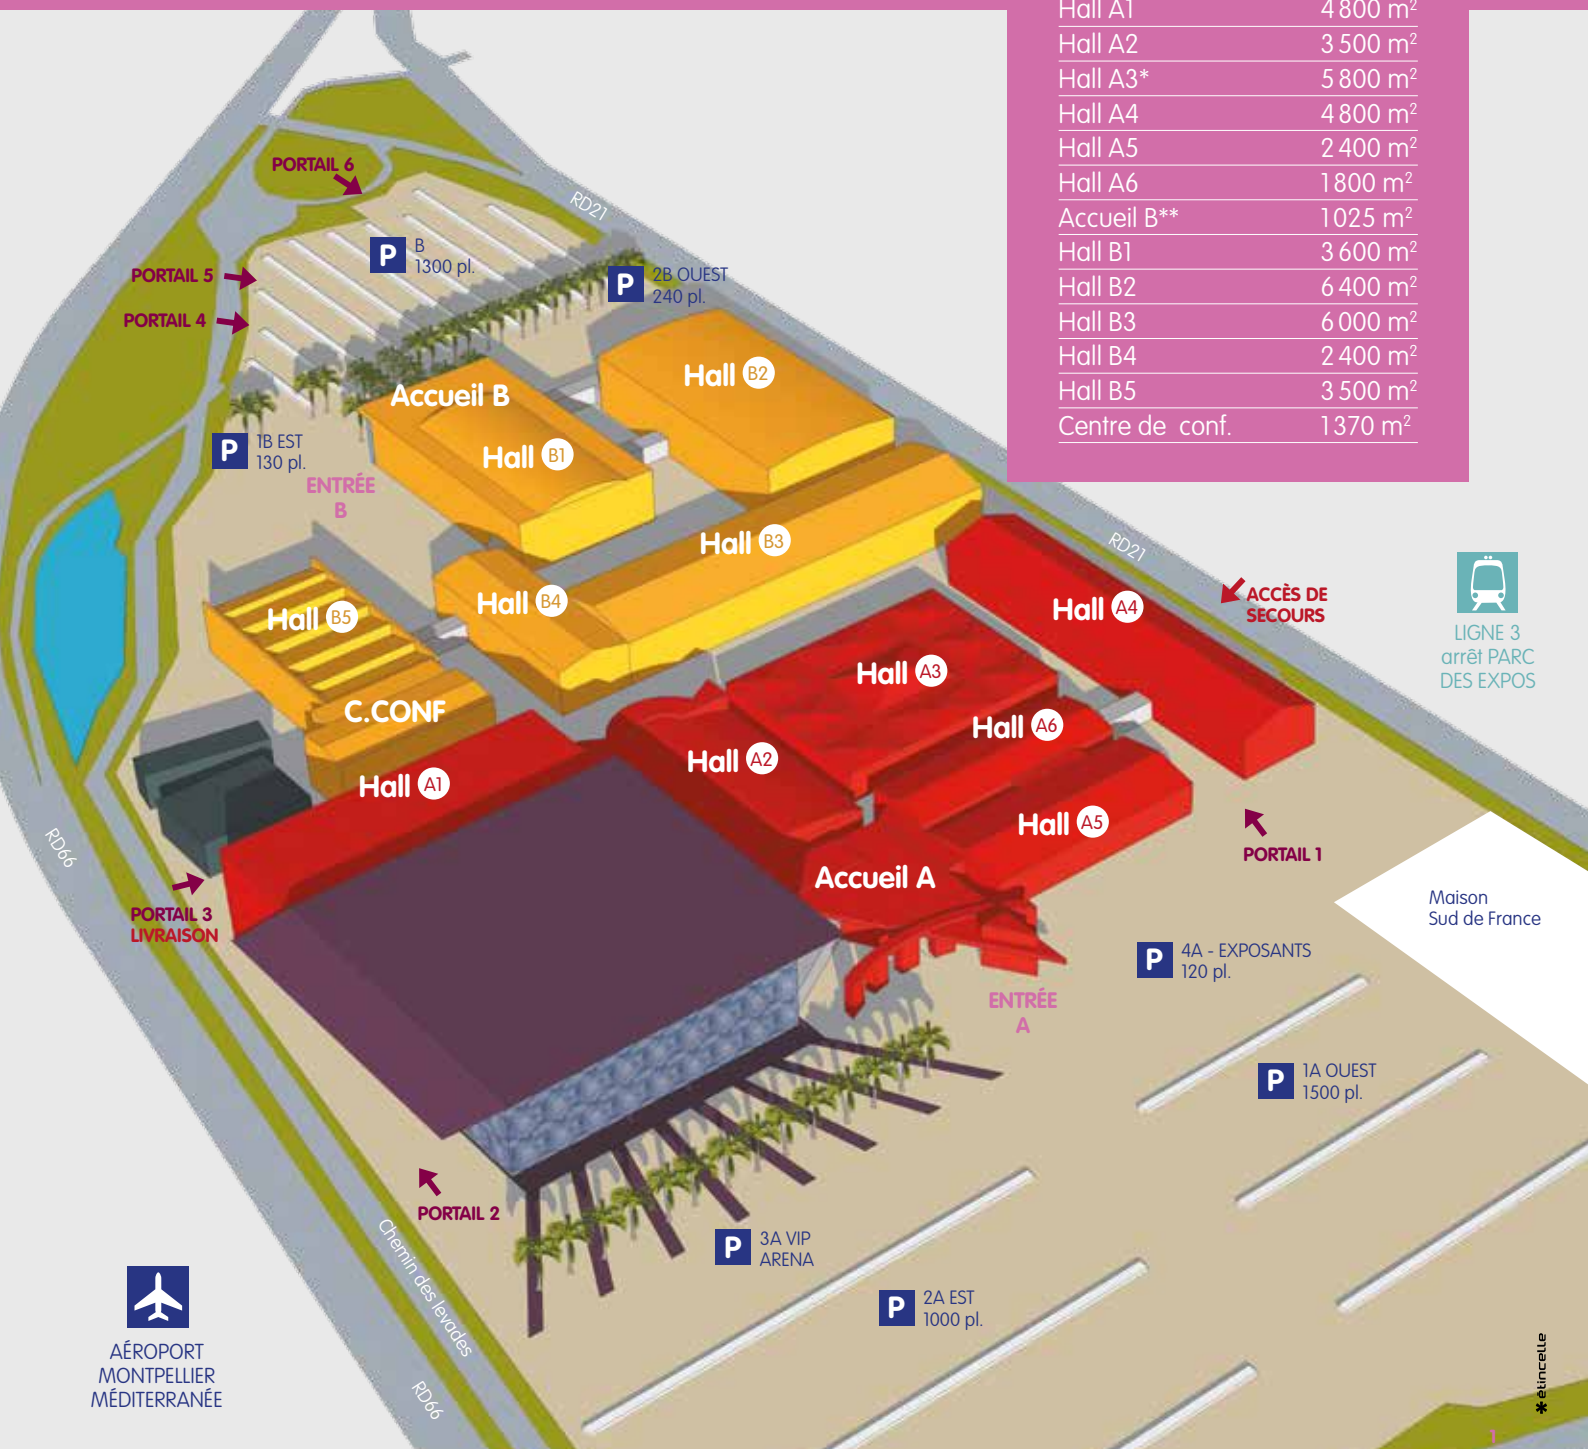 Hall A1 4 800 m²
Hall A2 3 500 m²
Hall A3* 5 800 m²
Hall A4 4 800 m²
Hall A5 2 400 m²
Hall A6 1 800 m²
Accueil B** 1 025 m²
Hall B1 3 600 m²
Hall B2 6 400 m²
Hall B3 6 000 m²
Hall B4 2 400 m²
Hall B5 3 500 m²
Centre de conf. 1 370 m²
PORTAIL 6
RD21
P B
1300 pl.
PORTAIL 5
P 2B OUEST
240 pl.
PORTAIL 4
Hall B2
Accueil B
Hall B1
P 1B EST
130 pl.
ENTRÉE
B
Hall B3
RD21
Hall B4
Hall B5
Hall A4
ACCÈS DE
SECOURS
LIGNE 3
arrêt PARC
DES EXPOS
Hall A3
C.CONF
Hall A6
Hall A2
Hall A1
Hall A5
RD66
PORTAIL 1
Accueil A
PORTAIL 3
LIVRAISON
Maison
Sud de France
P 4A - EXPOSANTS
120 pl.
ENTRÉE
A
P 1A OUEST
1500 pl.
PORTAIL 2
P 3A VIP
ARENA
Chemin des levades
P 2A EST
1000 pl.
AÉROPORT
MONTPELLIER
MÉDITERRANÉE
RD66
étincelle
1